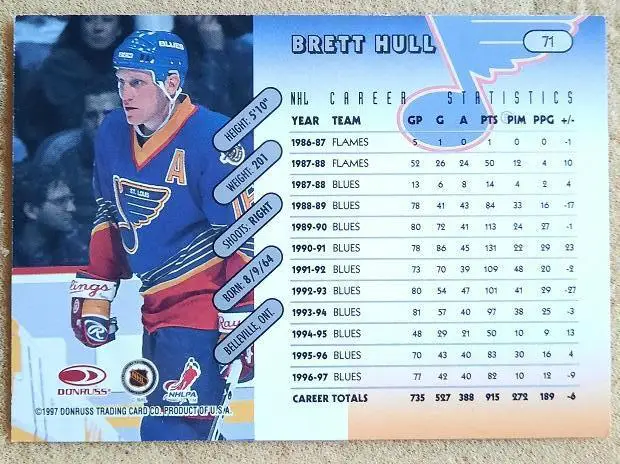 BRETT HULL
71
NHL CAREER STATISTICS
YEAR TEAM GP G A PTS PIM PPG +/-
1986-87 FLAMES 5 1 0 1 0 0 -1
1987-88 FLAMES 52 26 24 50 12 4 10
1987-88 BLUES 13 6 8 14 4 2 4
1988-89 BLUES 78 41 43 84 33 16 -17
1989-90 BLUES 80 72 41 113 24 27 -1
1990-91 BLUES 78 86 45 131 22 29 23
1991-92 BLUES 73 70 39 109 48 20 -2
1992-93 BLUES 80 54 47 101 41 29 -27
1993-94 BLUES 81 57 40 97 38 25 -3
1994-95 BLUES 48 29 21 50 10 9 13
1995-96 BLUES 70 43 40 83 30 16 4
1996-97 BLUES 77 42 40 82 10 12 -9
CAREER TOTALS 735 527 388 915 272 189 -6
HEIGHT: 5'10"
WEIGHT: 201
SHOOTS: RIGHT
BORN: 8/9/64
BELLEVILLE, ONT.
BLUES
A
ST. LOUIS
DONRUSS
NHL
NHLPA
©1997 DONRUSS TRADING CARD CO. PRODUCT OF U.S.A.